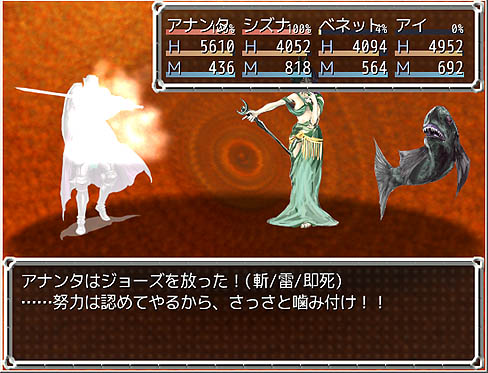 アナンタ シズナ ベネット アイ
100% 4% 0%
H 5610 H 4052 H 4094 H 4952
M 436 M 818 M 564 M 692
アナンタはジョーズを放った！(斬/雷/即死)
……努力は認めてやるから、さっさと噛み付け！！